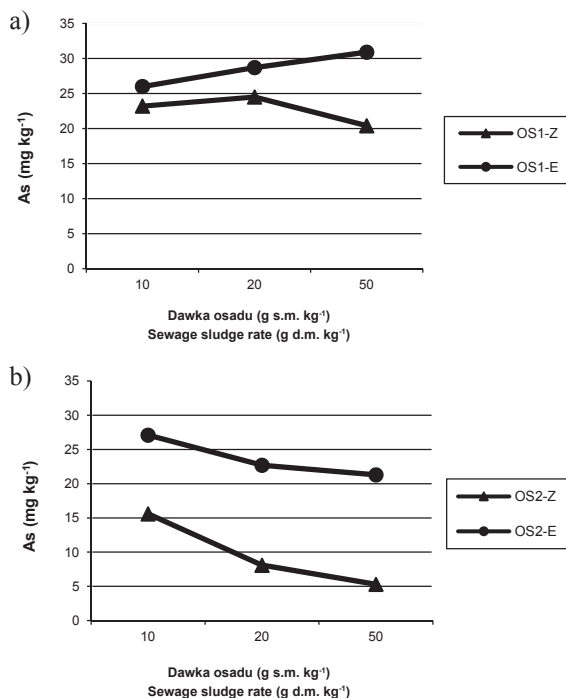 a)
35
30
25
20
15
10
5
0
As (mg kg⁻¹)
10 20 50
Dawka osadu (g s.m. kg⁻¹)
Sewage sludge rate (g d.m. kg⁻¹)
OS1-Z
OS1-E
b)
35
30
25
20
15
10
5
0
As (mg kg⁻¹)
10 20 50
Dawka osadu (g s.m. kg⁻¹)
Sewage sludge rate (g d.m. kg⁻¹)
OS2-Z
OS2-E